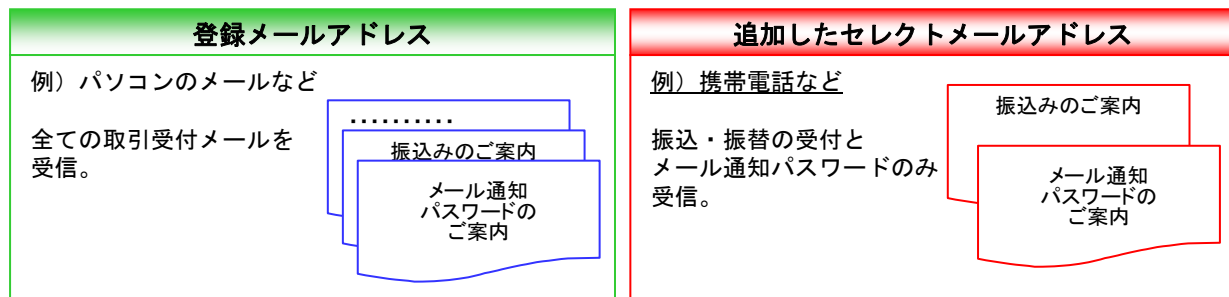 登録メールアドレス
例）パソコンのメールなど
全ての取引受付メールを
受信。
‥‥‥‥‥
振込みのご案内
メール通知
パスワードの
ご案内
追加したセレクトメールアドレス
例）携帯電話など
振込・振替の受付と
メール通知パスワードのみ
受信。
振込みのご案内
メール通知
パスワードの
ご案内